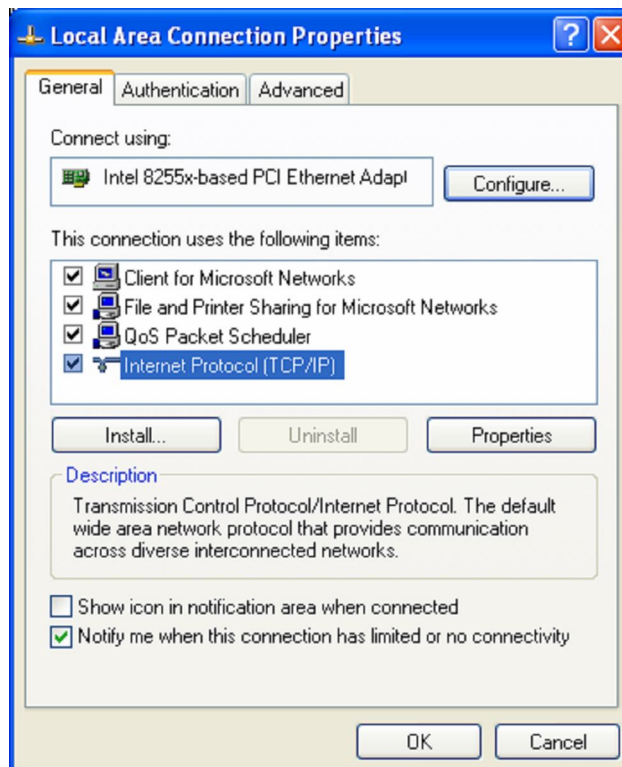 Local Area Connection Properties
General Authentication Advanced
Connect using:
Intel 8255x-based PCI Ethernet Adapt
Configure...
This connection uses the following items:
Client for Microsoft Networks
File and Printer Sharing for Microsoft Networks
QoS Packet Scheduler
Internet Protocol (TCP/IP)
Install... Uninstall Properties
Description
Transmission Control Protocol/Internet Protocol. The default
wide area network protocol that provides communication
across diverse interconnected networks.
Show icon in notification area when connected
Notify me when this connection has limited or no connectivity
OK Cancel